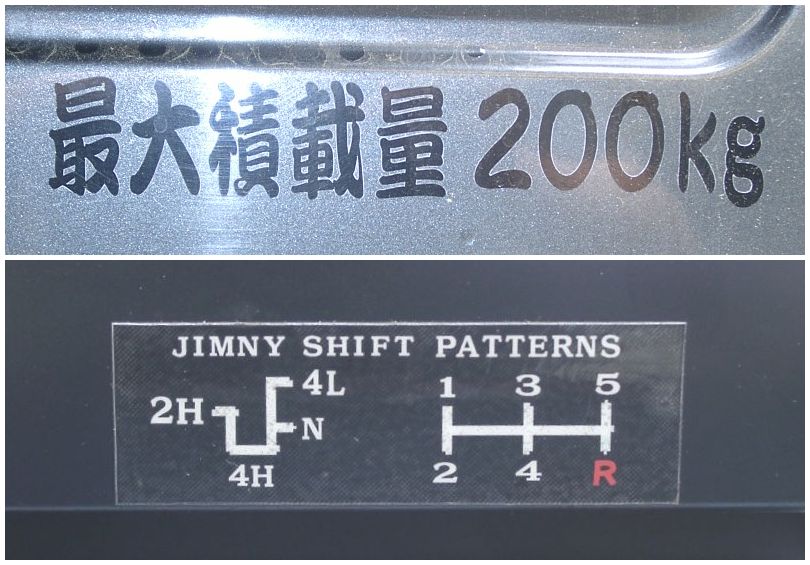 最大積載量 200kg
JIMNY SHIFT PATTERNS
4L 1 3 5
2H N
4H 2 4 R